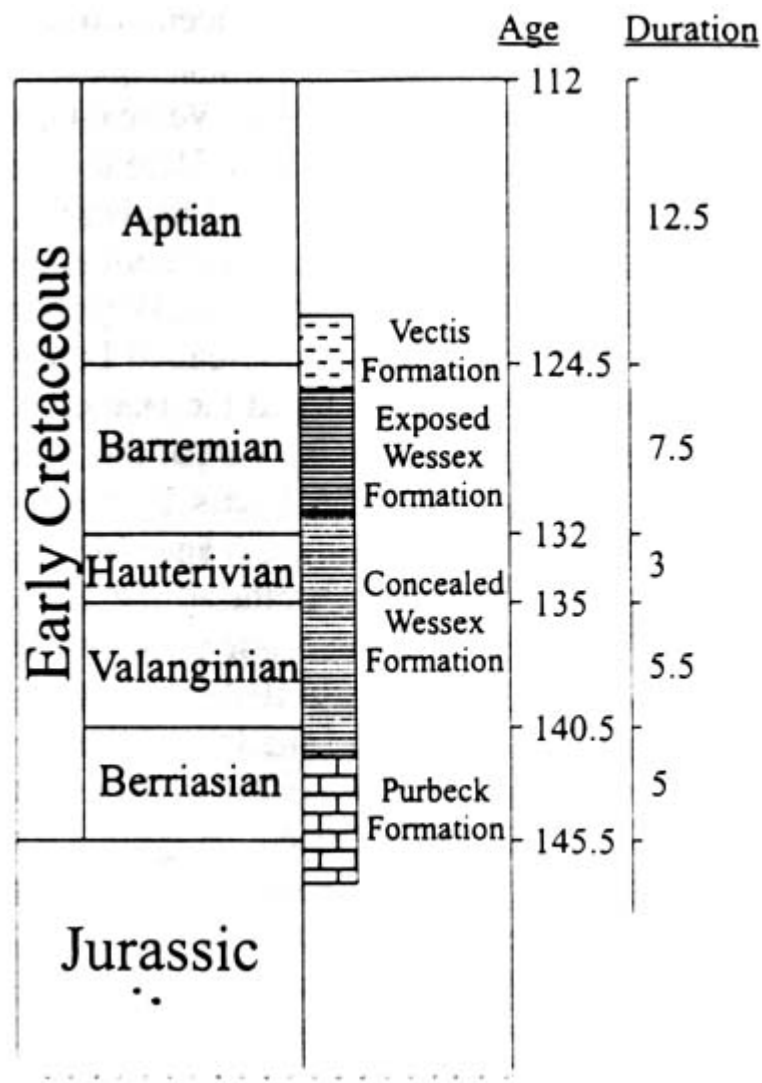 Age Duration
112
Aptian
12.5
Vectis
Formation
124.5
Early Cretaceous
Barremian
Exposed
Wessex
Formation
7.5
132
Hauterivian
3
135
Concealed
Wessex
Formation
Valanginian
5.5
140.5
Berriasian
Purbeck
Formation
5
145.5
Jurassic